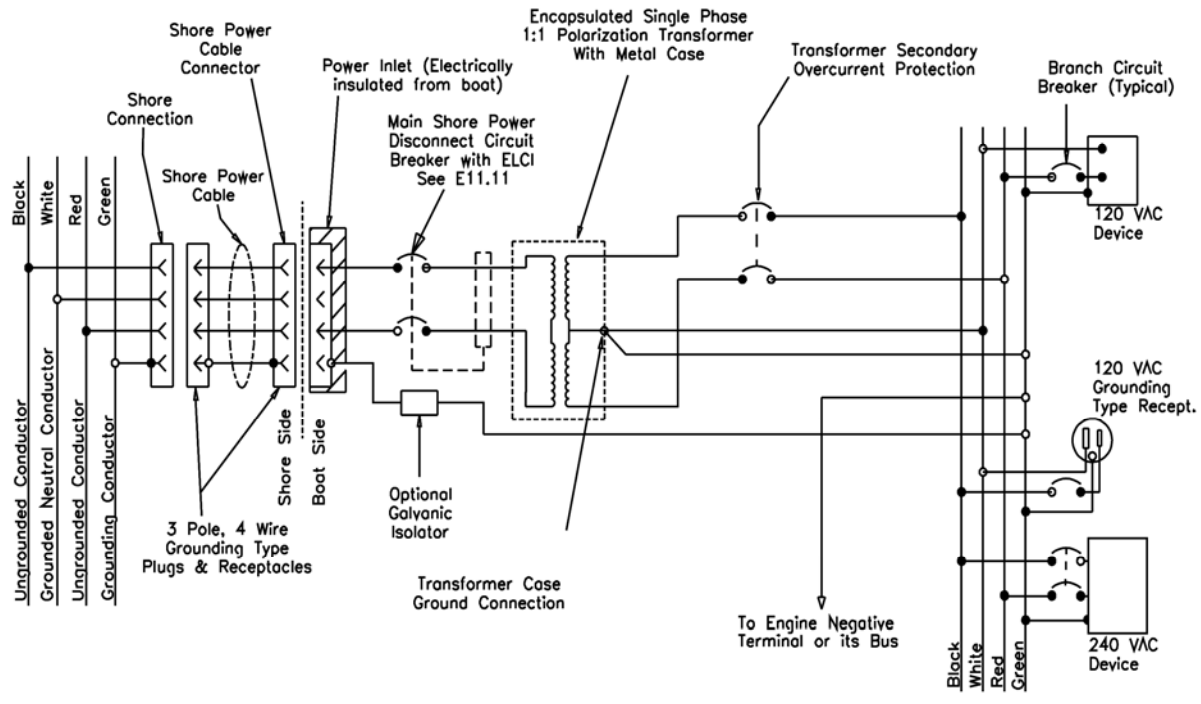 Encapsulated Single Phase
1:1 Polarization Transformer
With Metal Case
Shore Power
Cable
Connector
Power Inlet (Electrically
insulated from boat)
Transformer Secondary
Overcurrent Protection
Branch Circuit
Breaker (Typical)
Shore
Connection
Main Shore Power
Disconnect Circuit
Breaker with ELCI
See E11.11
Shore Power
Cable
Black
White
Red
Green
120 VAC
Device
120 VAC
Grounding
Type Recept.
Ungrounded Conductor
Grounded Neutral Conductor
Ungrounded Conductor
Grounding Conductor
Shore Side
Boat Side
Optional
Galvanic
Isolator
3 Pole, 4 Wire
Grounding Type
Plugs & Receptacles
Transformer Case
Ground Connection
To Engine Negative
Terminal or its Bus
Black
White
Red
Green
240 VAC
Device